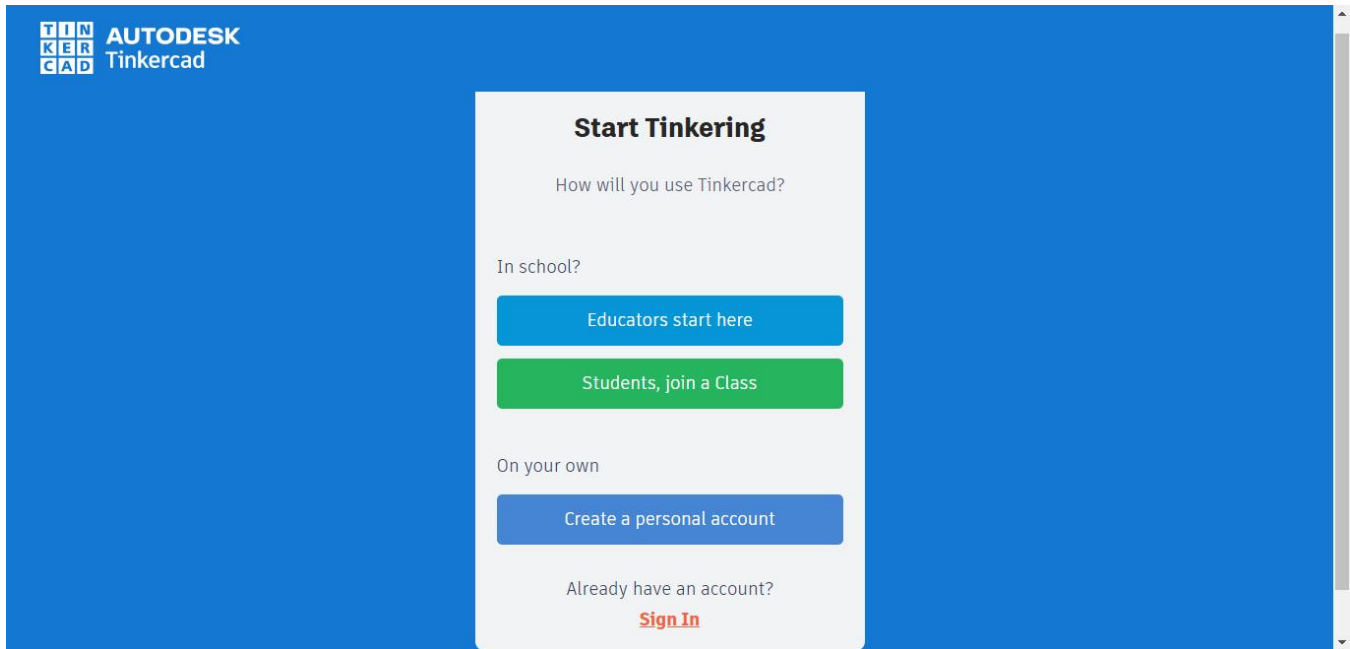 TIN
KER
CAD
AUTODESK
Tinkercad
Start Tinkering
How will you use Tinkercad?
In school?
Educators start here
Students, join a Class
On your own
Create a personal account
Already have an account?
Sign In